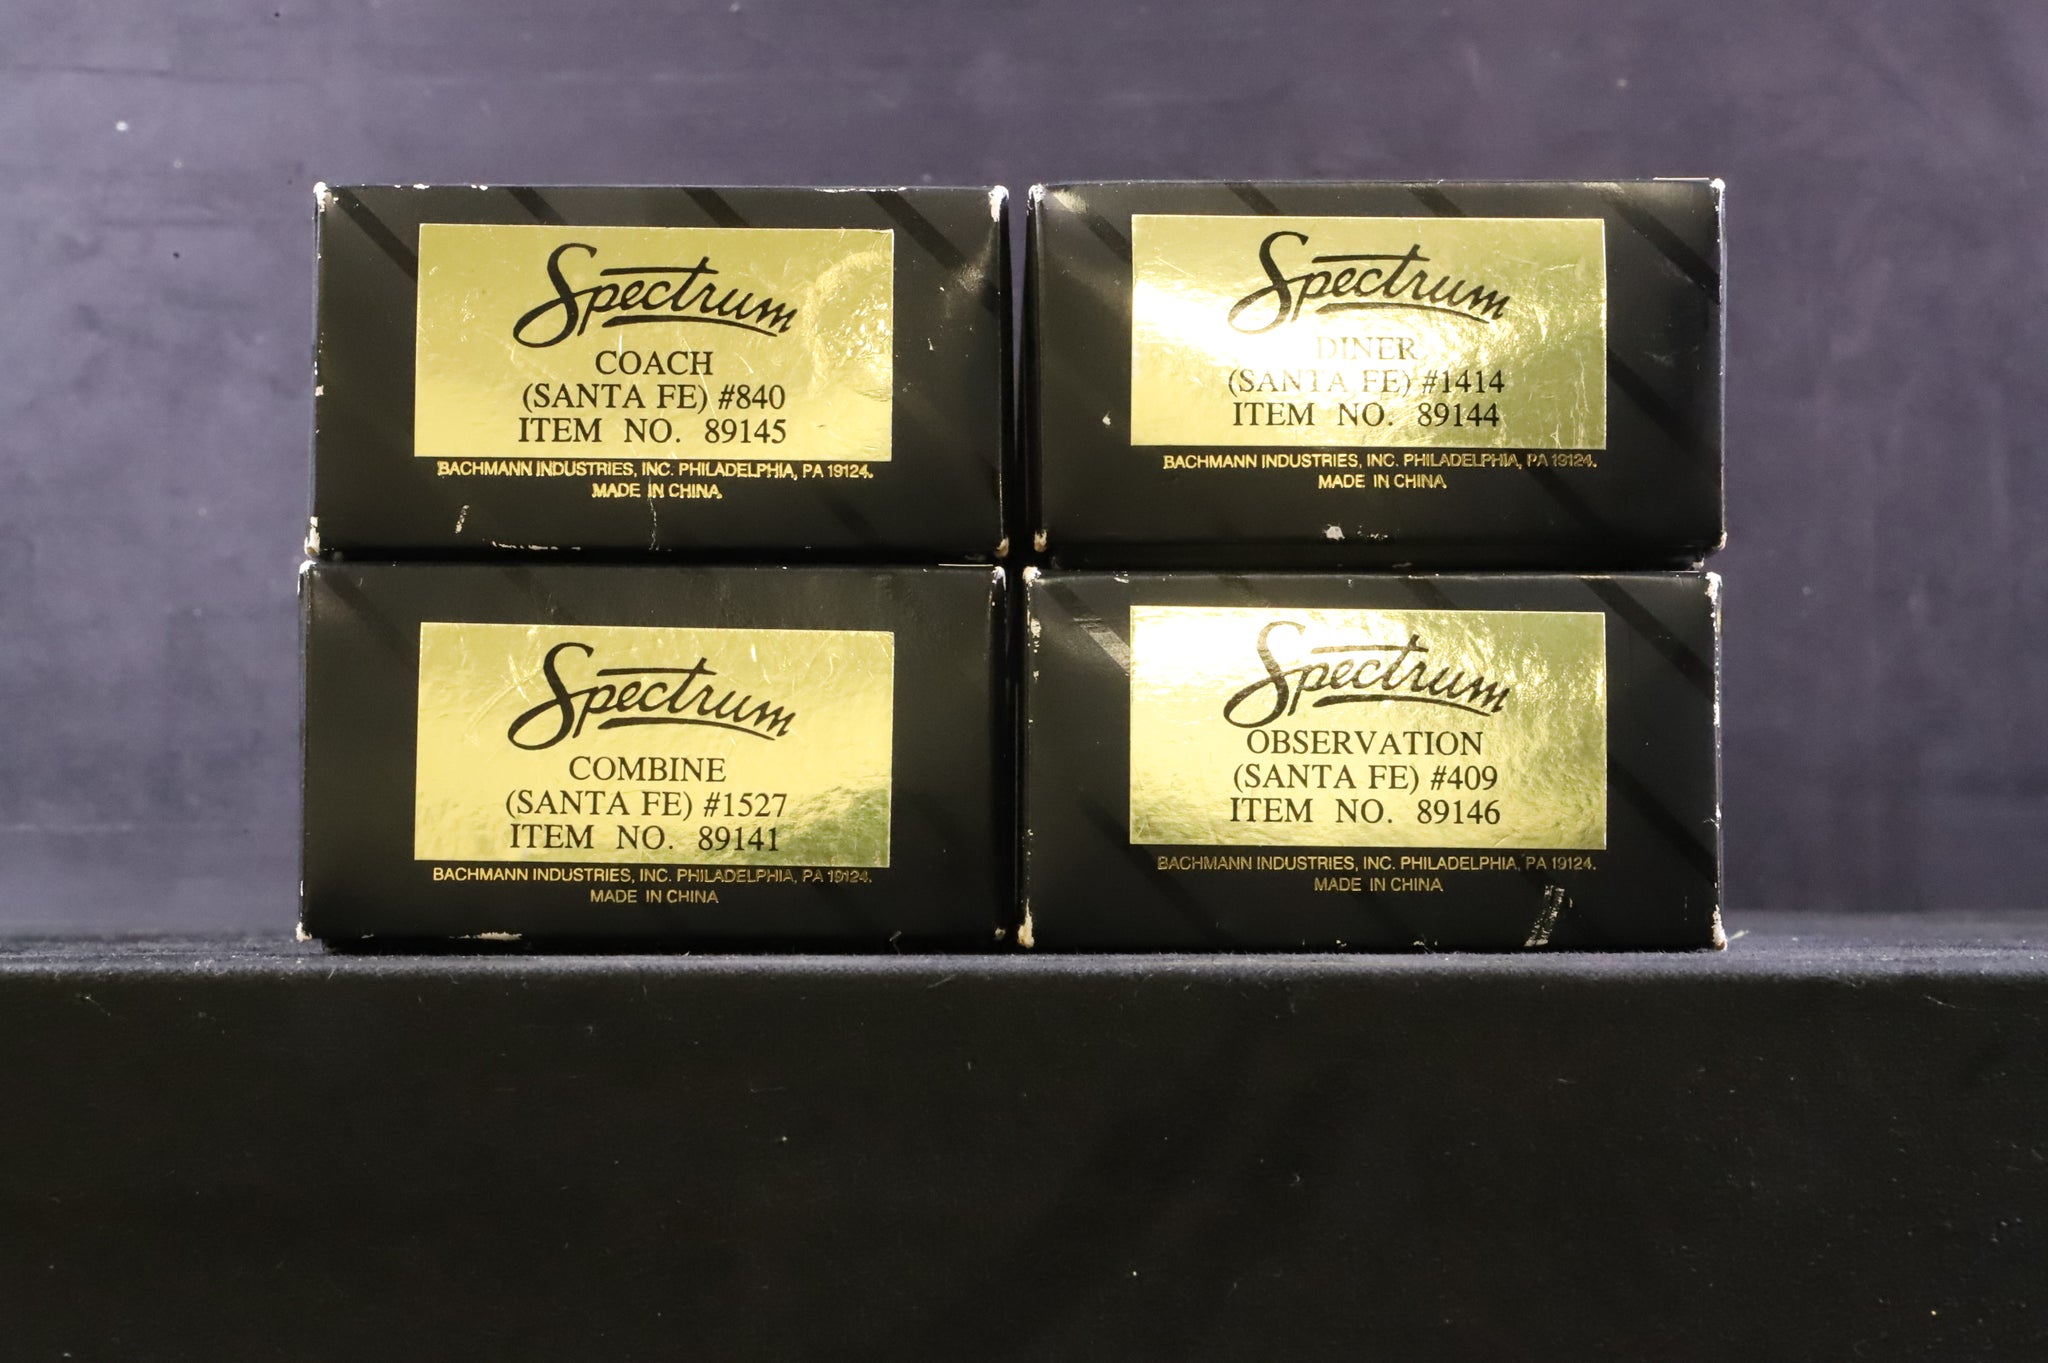 Spectrum
COACH
(SANTA FE) #840
ITEM NO. 89145
BACHMANN INDUSTRIES, INC. PHILADELPHIA, PA 19124.
MADE IN CHINA
Spectrum
DINER
(SANTA FE) #1414
ITEM NO. 89144
BACHMANN INDUSTRIES, INC. PHILADELPHIA, PA 19124.
MADE IN CHINA
Spectrum
COMBINE
(SANTA FE) #1527
ITEM NO. 89141
BACHMANN INDUSTRIES, INC. PHILADELPHIA, PA 19124.
MADE IN CHINA
Spectrum
OBSERVATION
(SANTA FE) #409
ITEM NO. 89146
BACHMANN INDUSTRIES, INC. PHILADELPHIA, PA 19124.
MADE IN CHINA